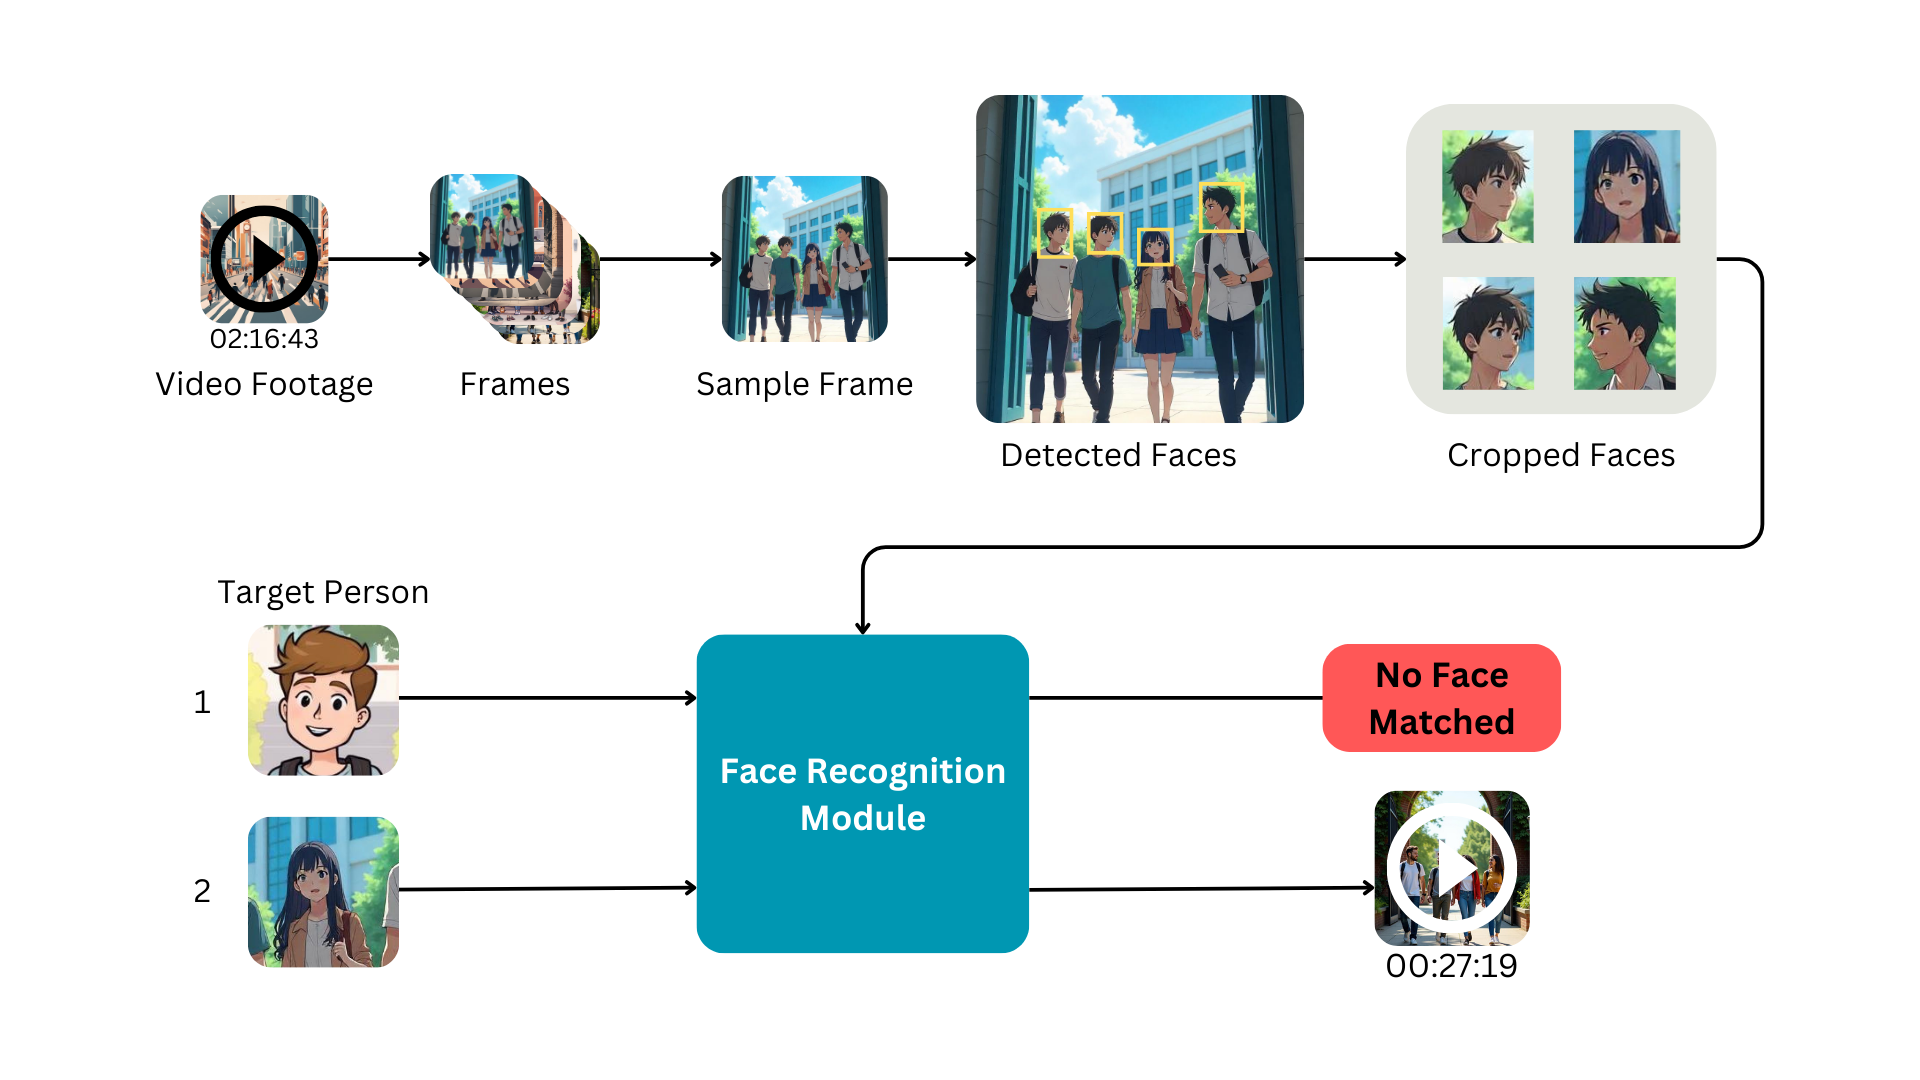 02:16:43
Video Footage
Frames
Sample Frame
Detected Faces
Cropped Faces
Target Person
1
2
Face Recognition
Module
No Face
Matched
00:27:19